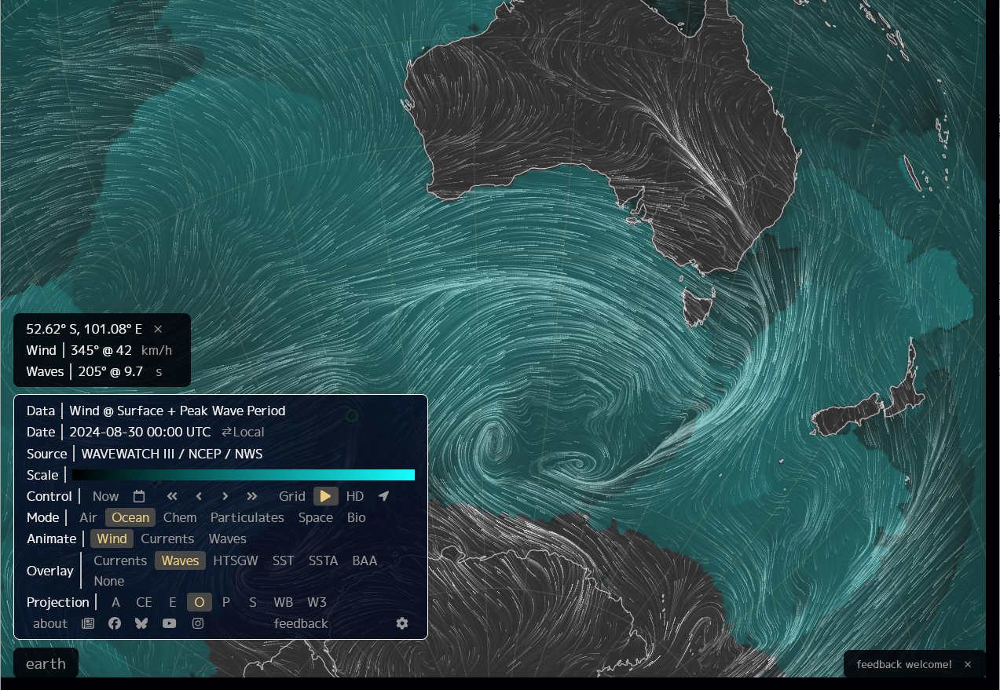 52.62° S, 101.08° E ×
Wind | 345° @ 42 km/h
Waves | 205° @ 9.7 s
Data | Wind @ Surface + Peak Wave Period
Date | 2024-08-30 00:00 UTC ⇄Local
Source | WAVEWATCH III / NCEP / NWS
Scale |
Control | Now Grid HD
Mode | Air Ocean Chem Particulates Space Bio
Animate | Wind Currents Waves
Overlay | Currents Waves HTSGW SST SSTA BAA
None
Projection | A CE E O P S WB W3
about feedback
earth
feedback welcome! ×